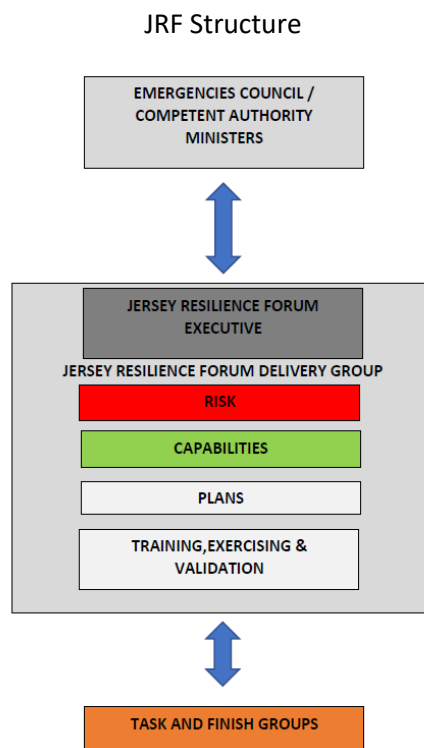 JRF Structure
EMERGENCIES COUNCIL /
COMPETENT AUTHORITY
MINISTERS
JERSEY RESILIENCE FORUM
EXECUTIVE
JERSEY RESILIENCE FORUM DELIVERY GROUP
RISK
CAPABILITIES
PLANS
TRAINING,EXERCISING &
VALIDATION
TASK AND FINISH GROUPS